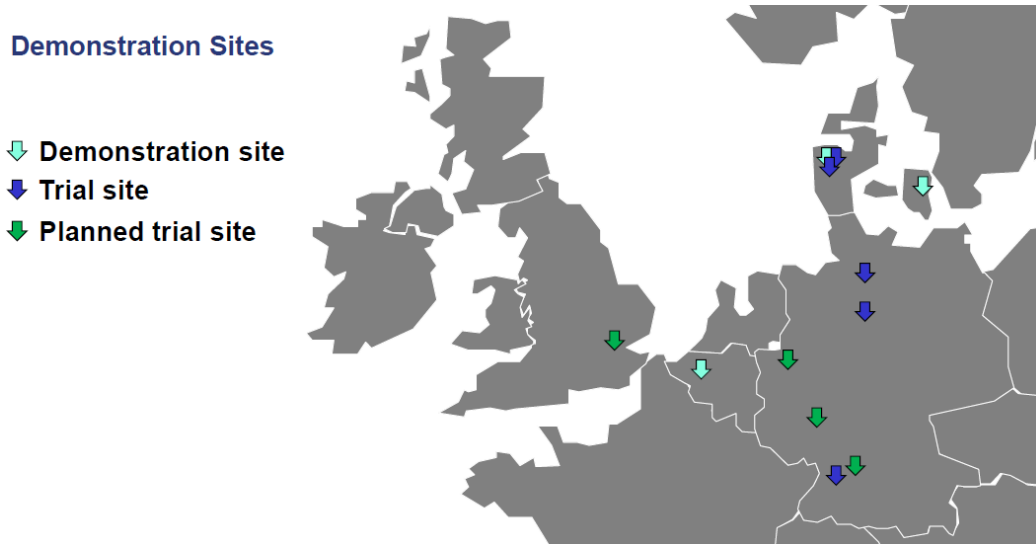 Demonstration Sites
Demonstration site
Trial site
Planned trial site